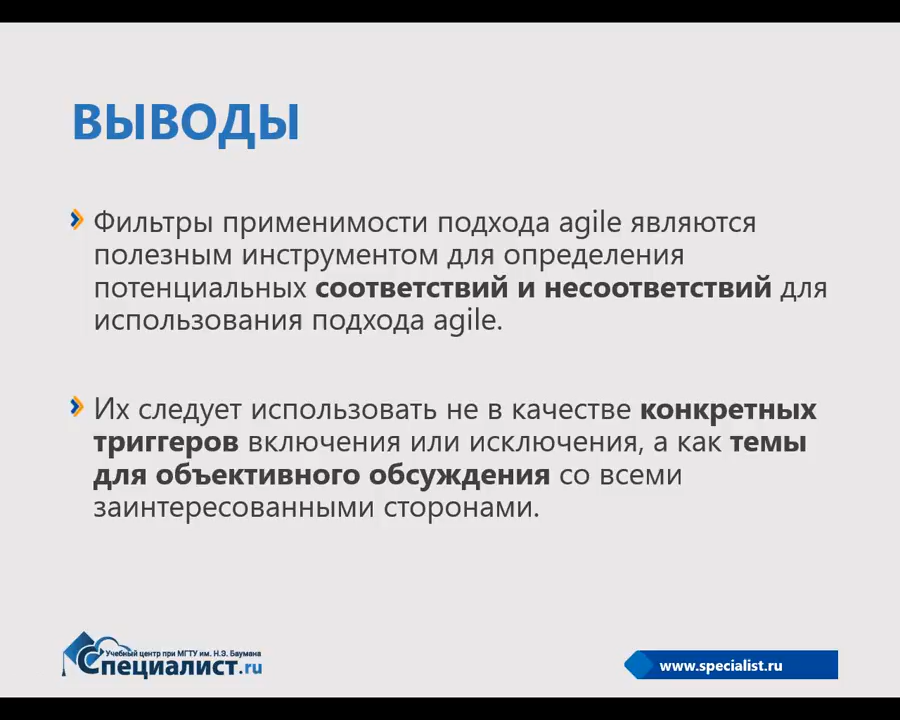 ВЫВОДЫ
Фильтры применимости подхода agile являются
полезным инструментом для определения
потенциальных соответствий и несоответствий для
использования подхода agile.
Их следует использовать не в качестве конкретных
триггеров включения или исключения, а как темы
для объективного обсуждения со всеми
заинтересованными сторонами.
Учебный центр при МГТУ им. Н.Э. Баумана
Специалист.ru
www.specialist.ru